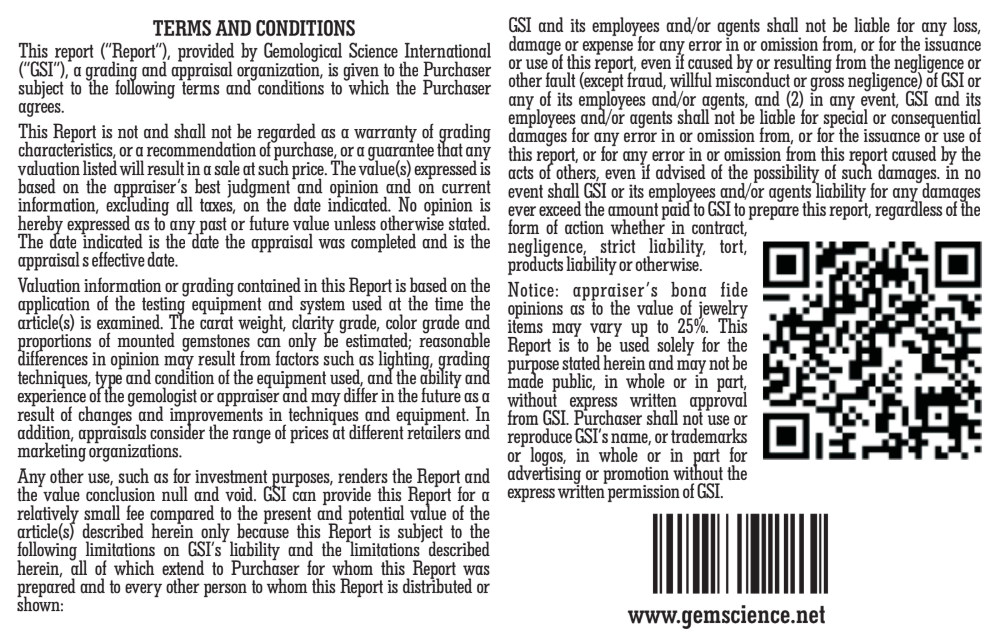 TERMS AND CONDITIONS
This report ("Report"), provided by Gemological Science International
("GSI"), a grading and appraisal organization, is given to the Purchaser
subject to the following terms and conditions to which the Purchaser
agrees.
This Report is not and shall not be regarded as a warranty of grading
characteristics, or a recommendation of purchase, or a guarantee that any
valuation listed will result in a sale at such price. The value(s) expressed is
based on the appraiser's best judgment and opinion and on current
information, excluding all taxes, on the date indicated. No opinion is
hereby expressed as to any past or future value unless otherwise stated.
The date indicated is the date the appraisal was completed and is the
appraisal s effective date.
Valuation information or grading contained in this Report is based on the
application of the testing equipment and system used at the time the
article(s) is examined. The carat weight, clarity grade, color grade and
proportions of mounted gemstones can only be estimated; reasonable
differences in opinion may result from factors such as lighting, grading
techniques, type and condition of the equipment used, and the ability and
experience of the gemologist or appraiser and may differ in the future as a
result of changes and improvements in techniques and equipment. In
addition, appraisals consider the range of prices at different retailers and
marketing organizations.
Any other use, such as for investment purposes, renders the Report and
the value conclusion null and void. GSI can provide this Report for a
relatively small fee compared to the present and potential value of the
article(s) described herein only because this Report is subject to the
following limitations on GSI's liability and the limitations described
herein, all of which extend to Purchaser for whom this Report was
prepared and to every other person to whom this Report is distributed or
shown:
GSI and its employees and/or agents shall not be liable for any loss,
damage or expense for any error in or omission from, or for the issuance
or use of this report, even if caused by or resulting from the negligence or
other fault (except fraud, willful misconduct or gross negligence) of GSI or
any of its employees and/or agents, and (2) in any event, GSI and its
employees and/or agents shall not be liable for special or consequential
damages for any error in or omission from, or for the issuance or use of
this report, or for any error in or omission from this report caused by the
acts of others, even if advised of the possibility of such damages. in no
event shall GSI or its employees and/or agents liability for any damages
ever exceed the amount paid to GSI to prepare this report, regardless of the
form of action whether in contract,
negligence, strict liability, tort,
products liability or otherwise.
Notice: appraiser's bona fide
opinions as to the value of jewelry
items may vary up to 25%. This
Report is to be used solely for the
purpose stated herein and may not be
made public, in whole or in part,
without express written approval
from GSI. Purchaser shall not use or
reproduce GSI's name, or trademarks
or logos, in whole or in part for
advertising or promotion without the
express written permission of GSI.
www.gemscience.net